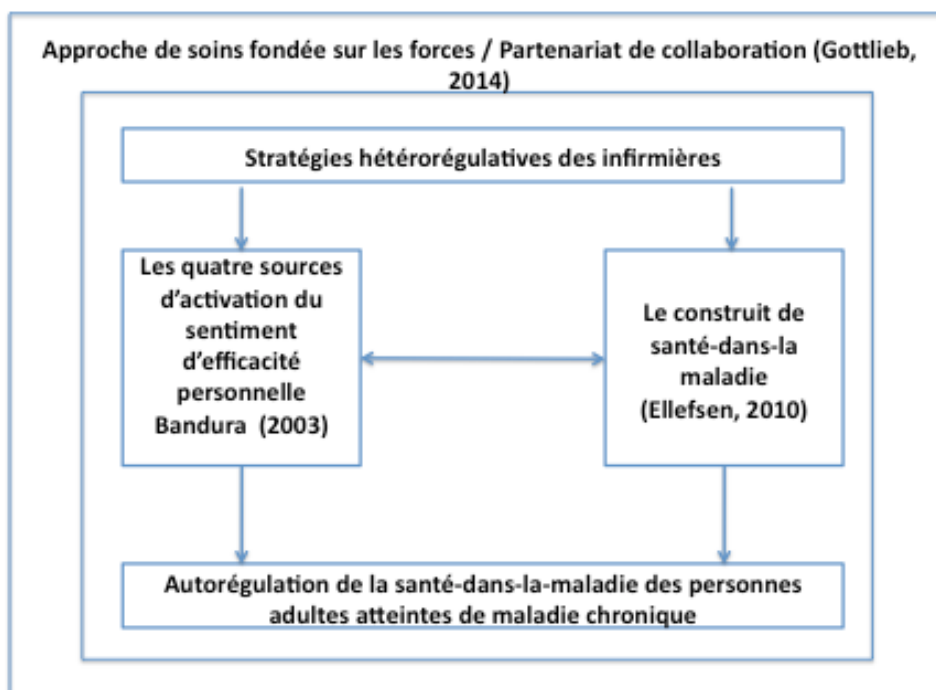 Approche de soins fondée sur les forces / Partenariat de collaboration (Gottlieb,
2014)
Stratégies hétérorégulatives des infirmières
Les quatre sources
d'activation du
sentiment
d'efficacité
personnelle
Bandura (2003)
Le construit de
santé-dans-la
maladie
(Ellefsen, 2010)
Autorégulation de la santé-dans-la-maladie des personnes
adultes atteintes de maladie chronique